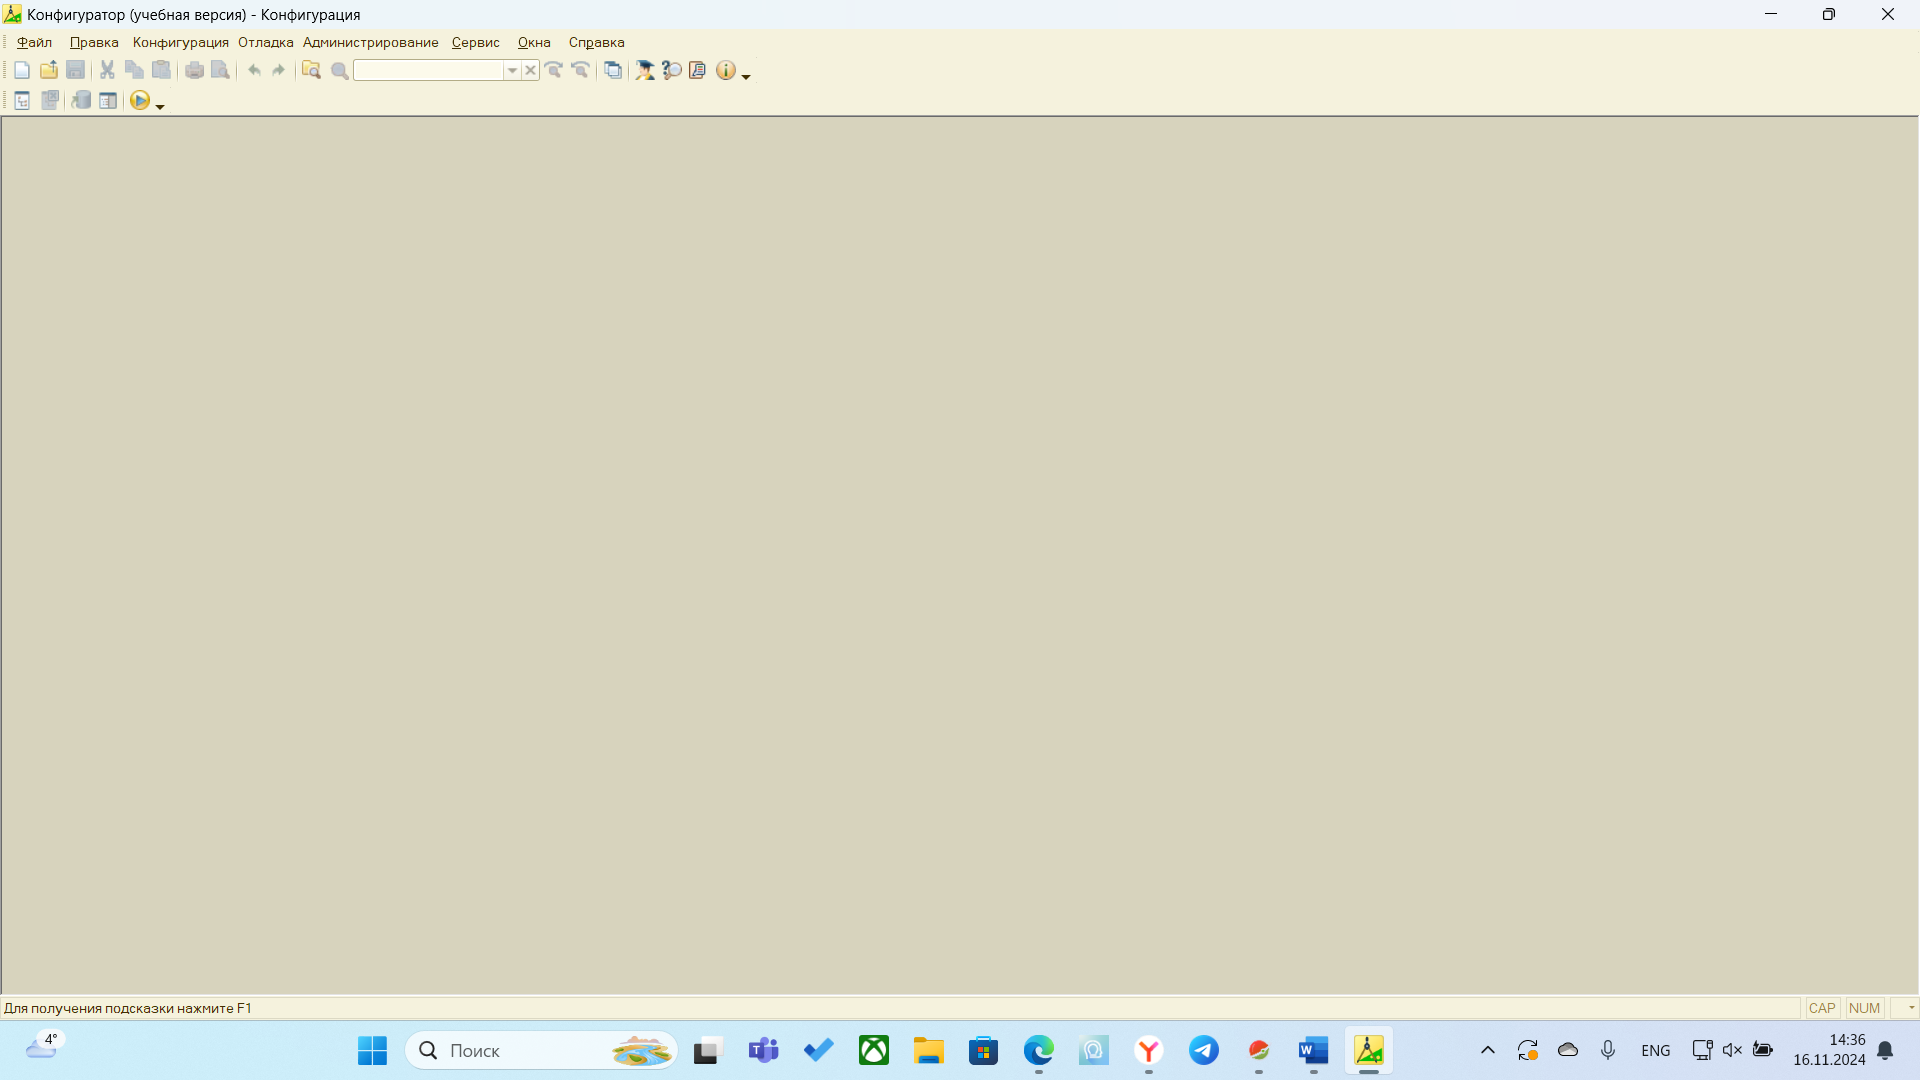 Конфигуратор (учебная версия) - Конфигурация
Файл Правка Конфигурация Отладка Администрирование Сервис Окна Справка
Для получения подсказки нажмите F1
CAP NUM
4°
Поиск
ENG
14:36
16.11.2024